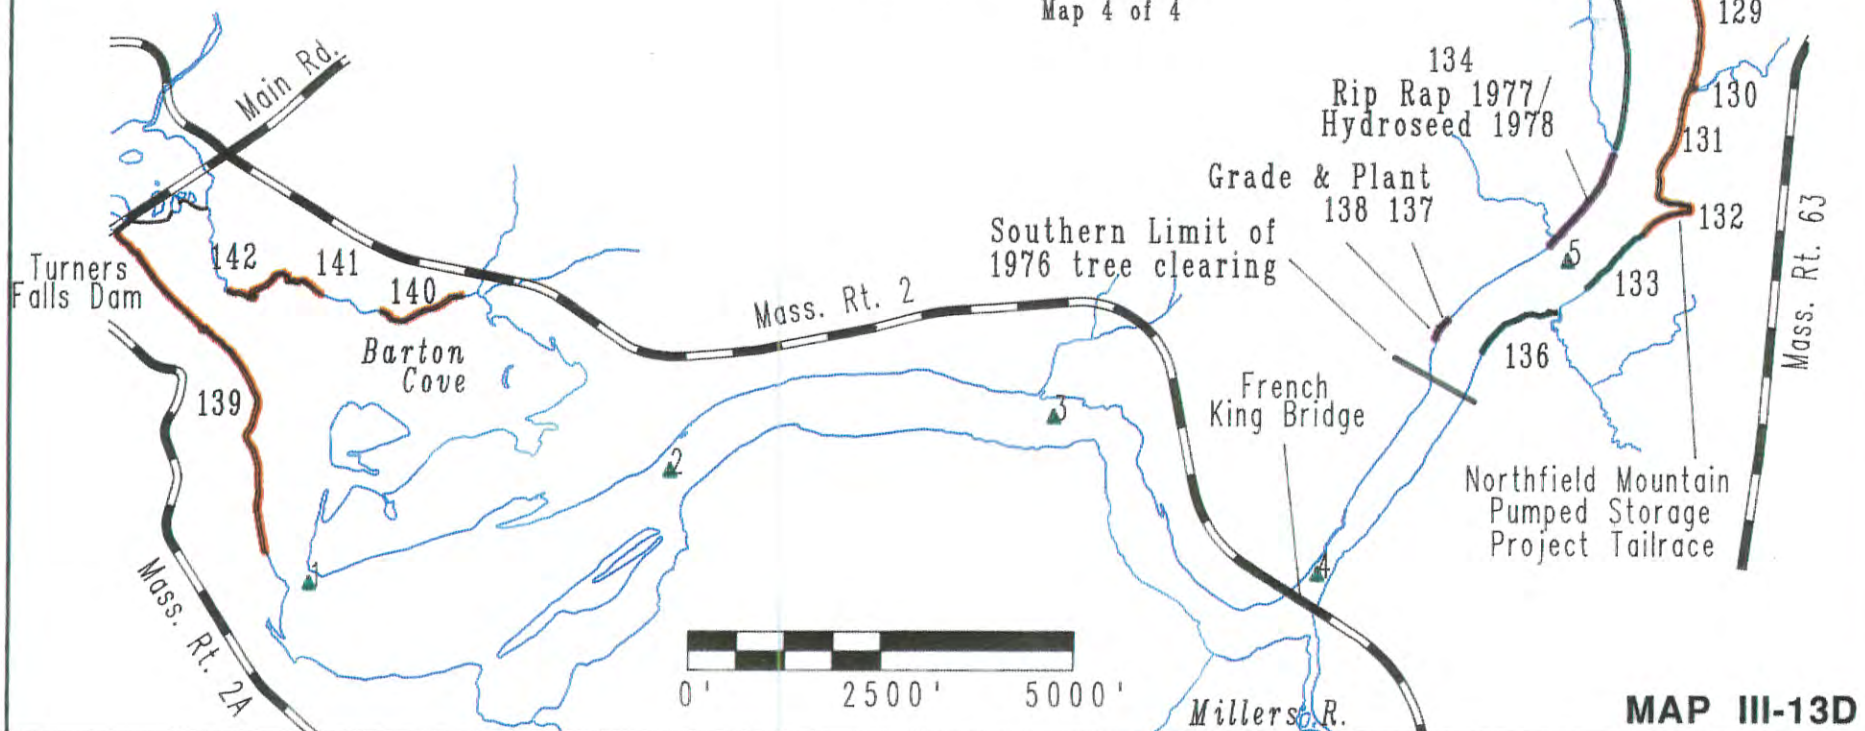 Map 4 of 4
129
134
Rip Rap 1977/
Hydroseed 1978
130
131
Main Rd.
Grade & Plant
138 137
132
Southern Limit of
1976 tree clearing
5
133
Mass. Rt. 63
142
141
140
Turners
Falls Dam
Mass. Rt. 2
Barton
Cove
136
139
French
King Bridge
3
2
Northfield Mountain
Pumped Storage
Project Tailrace
1
4
Mass. Rt. 2A
0' 2500' 5000'
Millers R.
MAP III-13D